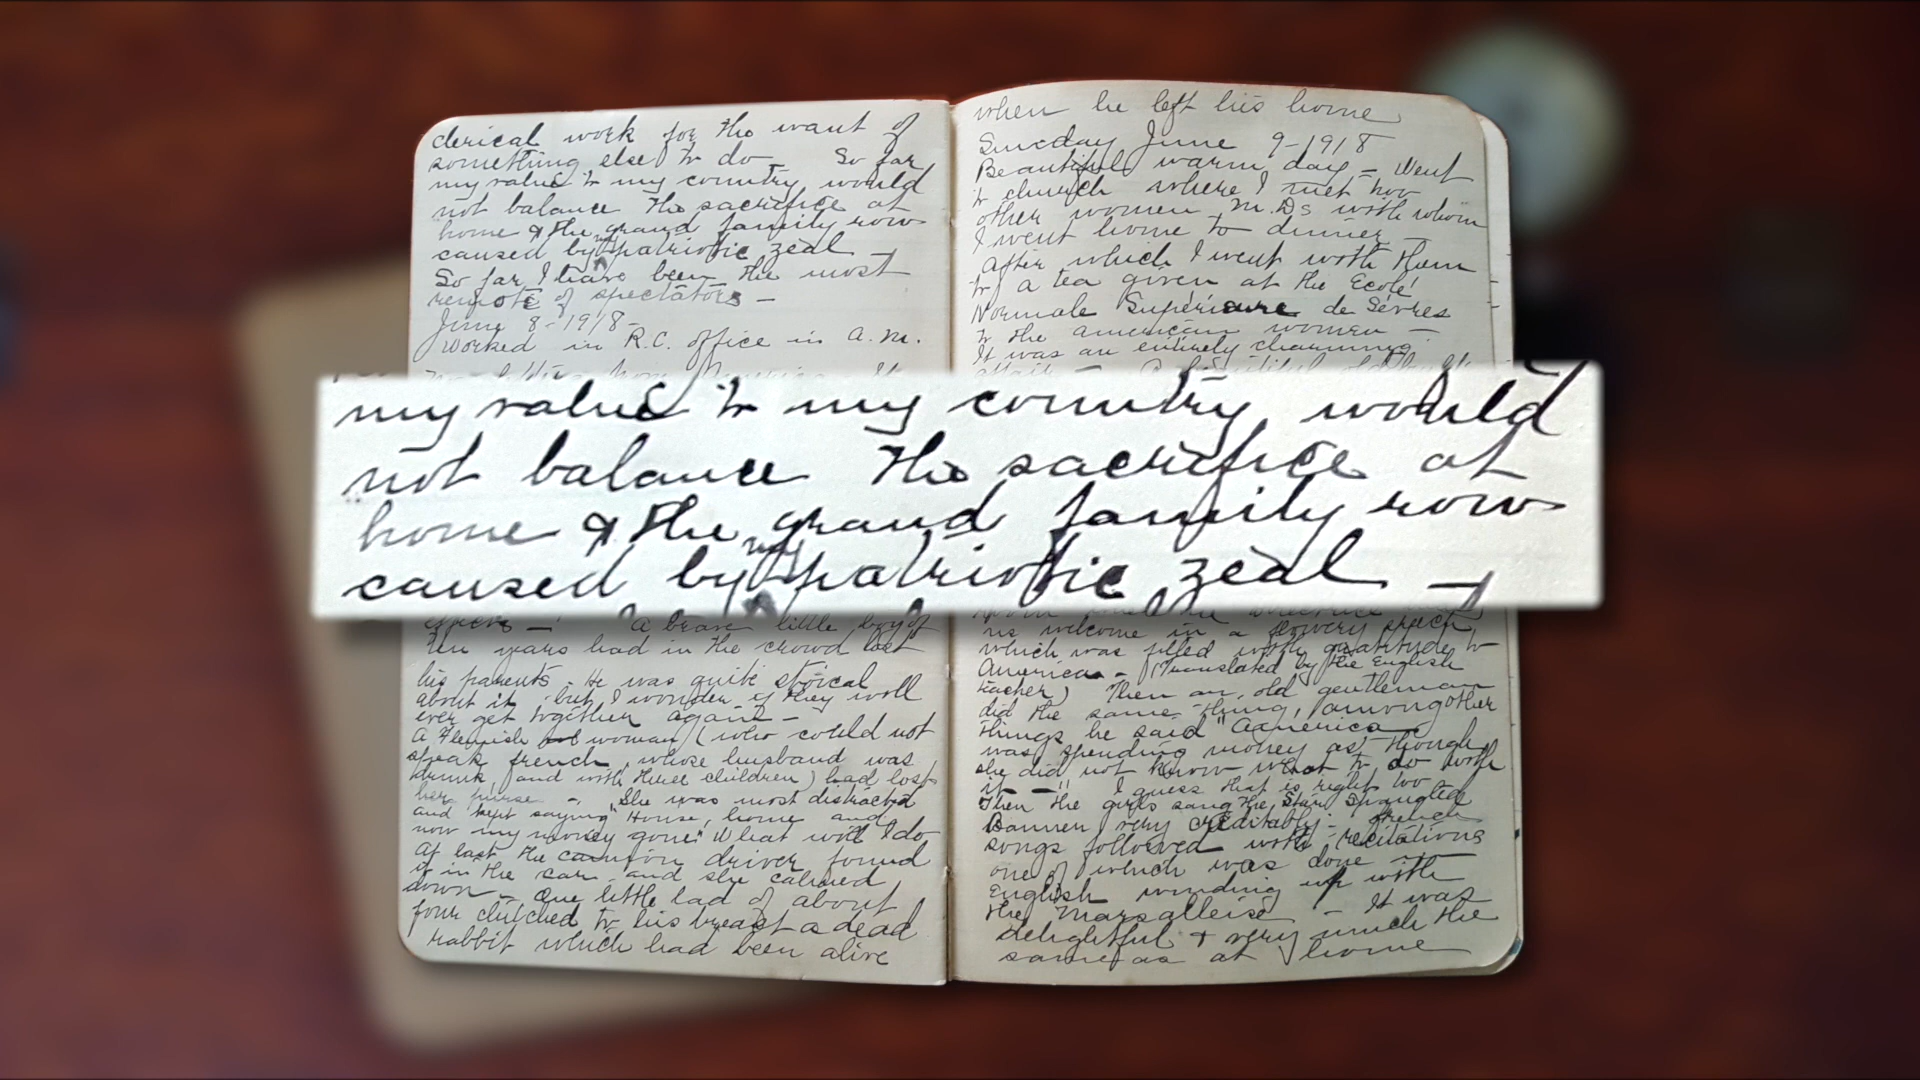 clerical work for the want of
something else to do - So far
my value to my country would
not balance the sacrifice at
home & the grand family row
caused by my patriotic zeal -
So far I have been the most
remote of spectators -
June 8 - 1918 -
Worked in R.C. office in A.M.
my value to my country would
not balance the sacrifice at
home & the grand family row
caused by my patriotic zeal -
A brave little boy of
ten years had in the crowd lost
his parents - He was quite stoical
about it, but I wonder if they will
ever get together again -
A Flemish woman (who could not
speak french, whose husband was
drunk, and with three children) had lost
her purse - She was most distracted
and kept saying "House, home and
now my money gone" What will I do
At last the camion driver found
it in the car and she calmed
down - One little lad of about
four clutched to his breast a dead
rabbit which had been alive
when he left his home
Sunday June 9 - 1918
Beautiful warm day - Went
to church where I met two
other women M.Ds with whom
I went home to dinner -
After which I went with them
to a tea given at the Ecolé
Normale Supérieure de Sévres
to the american women -
It was an entirely charming
us welcome in a flowery speech,
which was filled with gratitude to
America - (Translated by the English
teacher) Then an old gentleman
did the same thing, among other
things he said "America
was spending money as though
she did not know what to do with
it -" I guess that is right too
Then the girls sang the Star Spangled
Banner very creditably - french
songs followed with recitations
one of which was done in
English winding up with
the Marsalleise - It was
delightful & very much the
same as at home